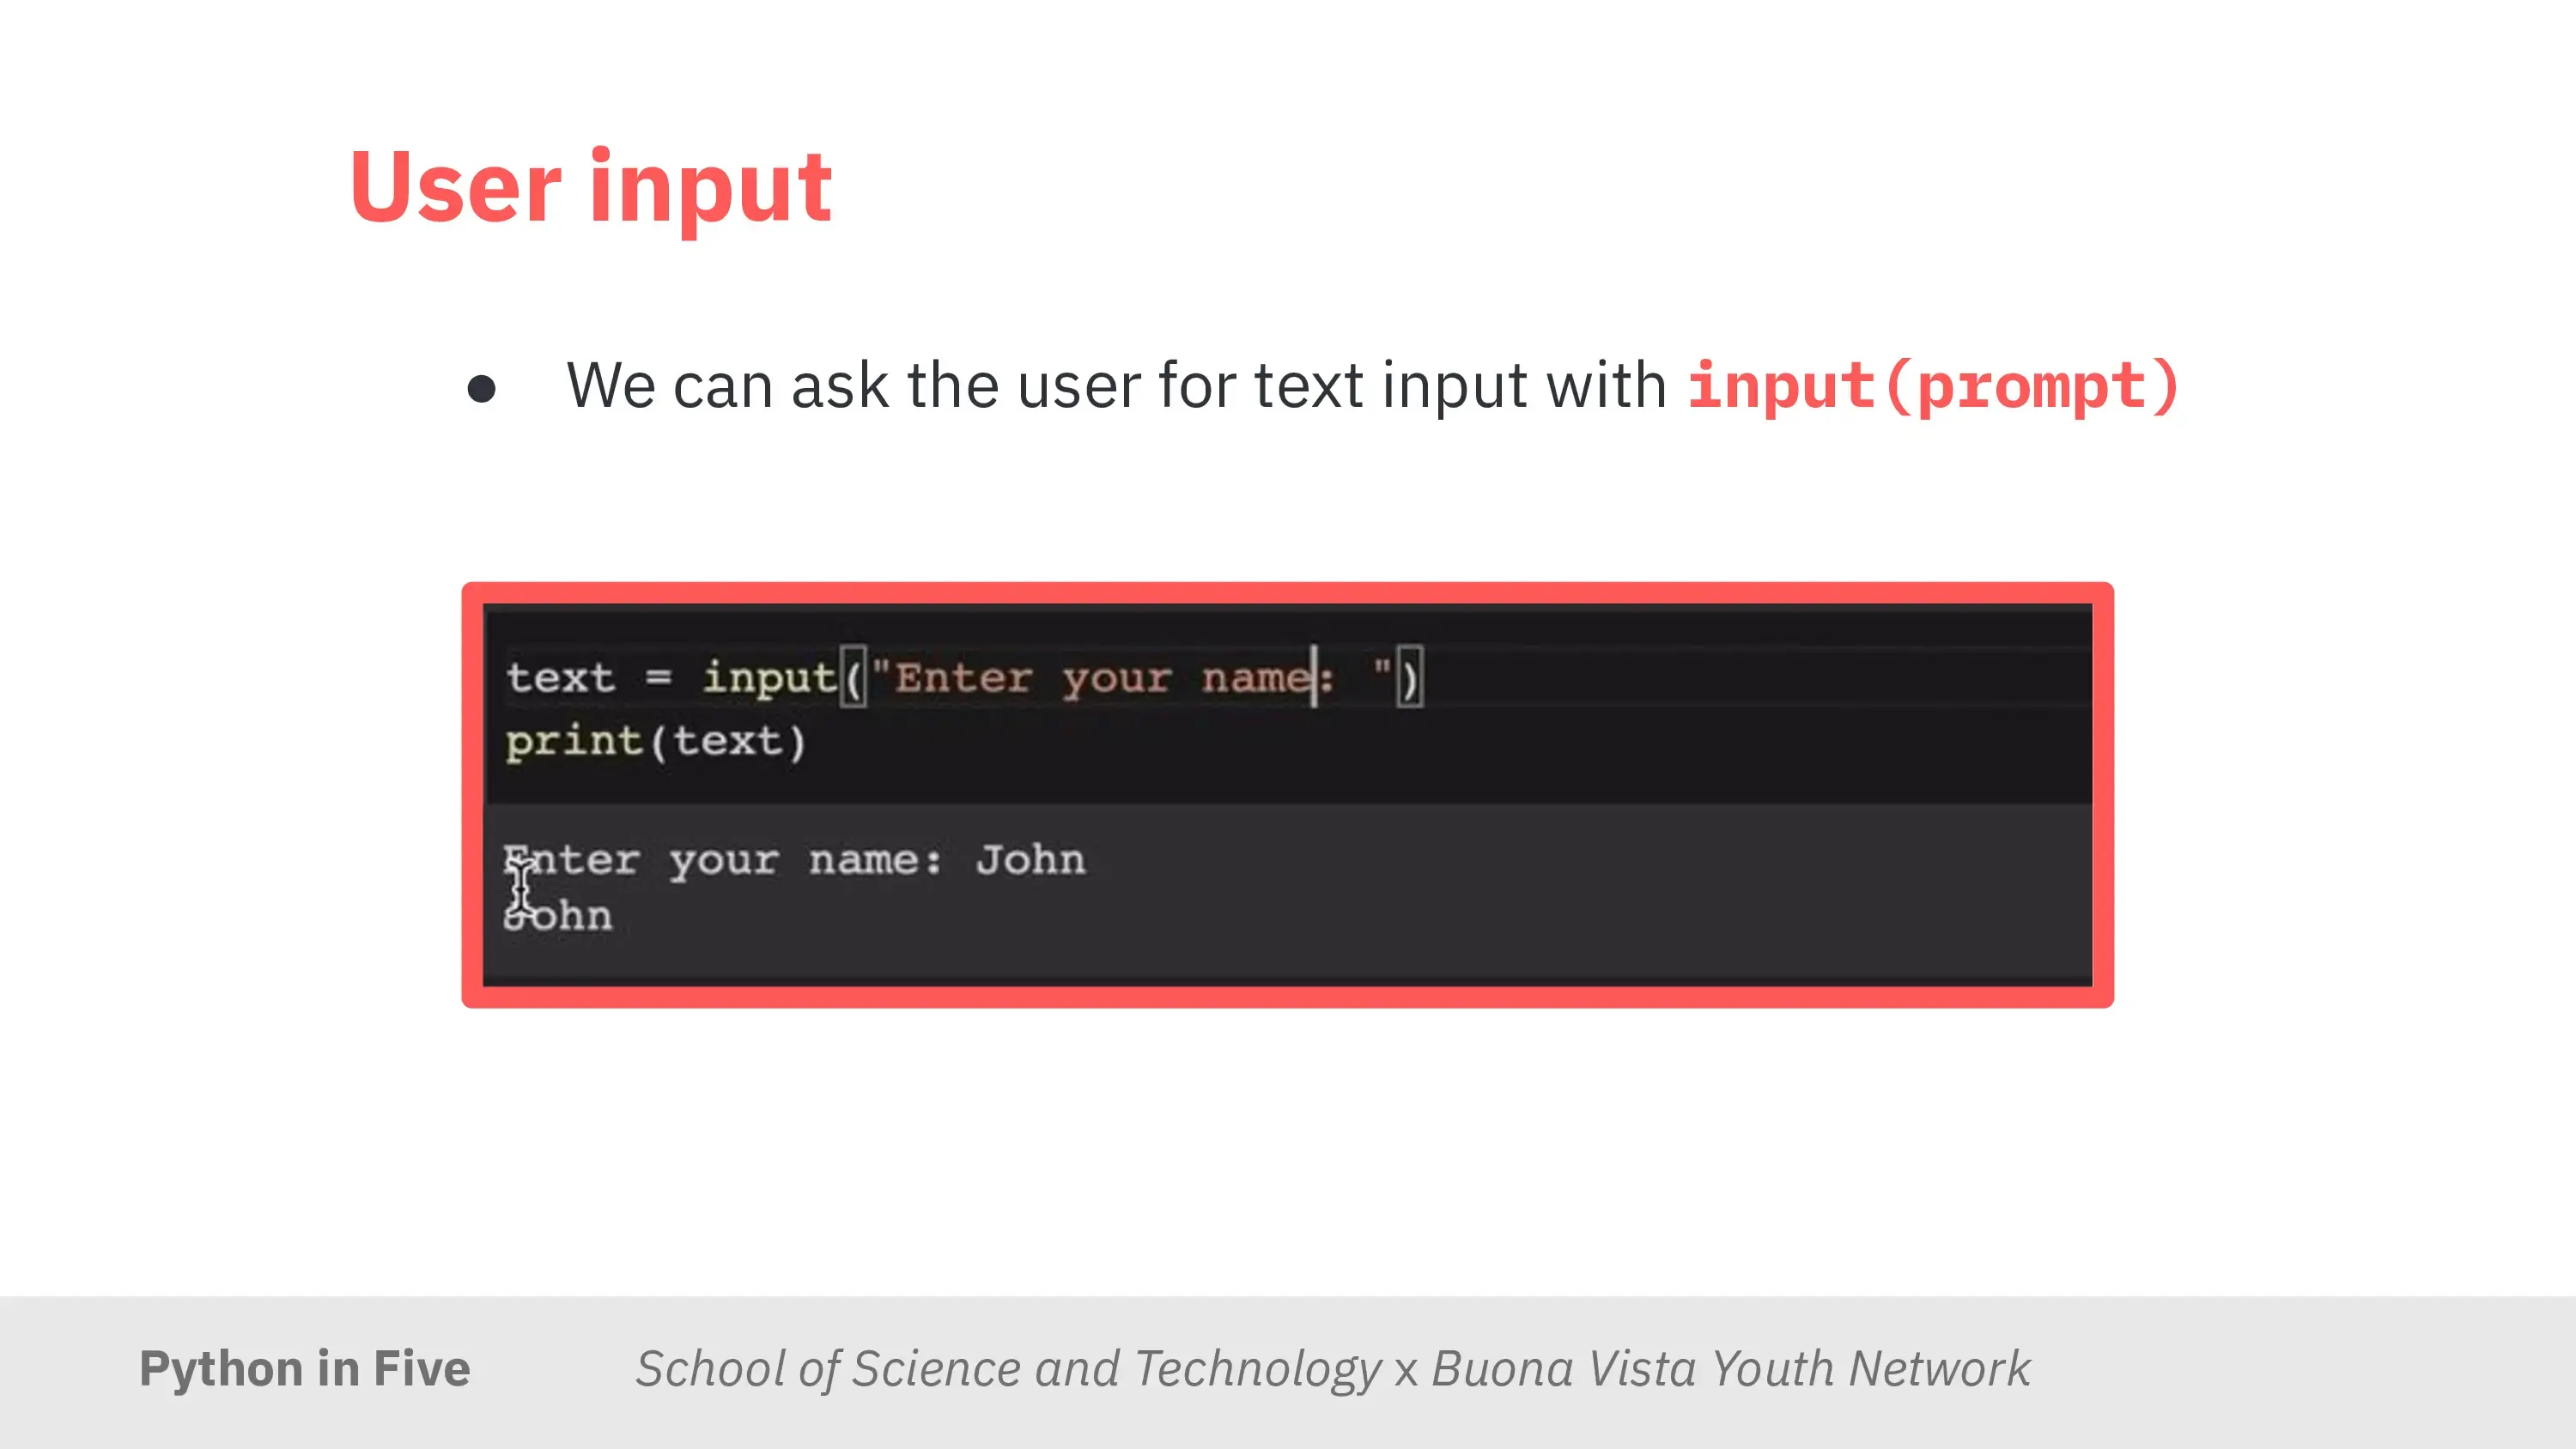 User input
● We can ask the user for text input with input(prompt)
text = input("Enter your name: ")
print(text)
Enter your name: John
John
Python in Five
School of Science and Technology x Buona Vista Youth Network